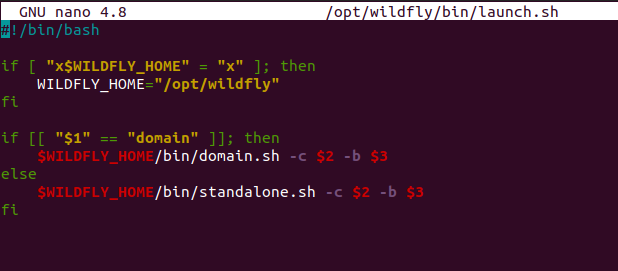 GNU nano 4.8 /opt/wildfly/bin/launch.sh
#!/bin/bash
if [ "x$WILDFLY_HOME" = "x" ]; then
    WILDFLY_HOME="/opt/wildfly"
fi
if [[ "$1" == "domain" ]]; then
    $WILDFLY_HOME/bin/domain.sh -c $2 -b $3
else
    $WILDFLY_HOME/bin/standalone.sh -c $2 -b $3
fi